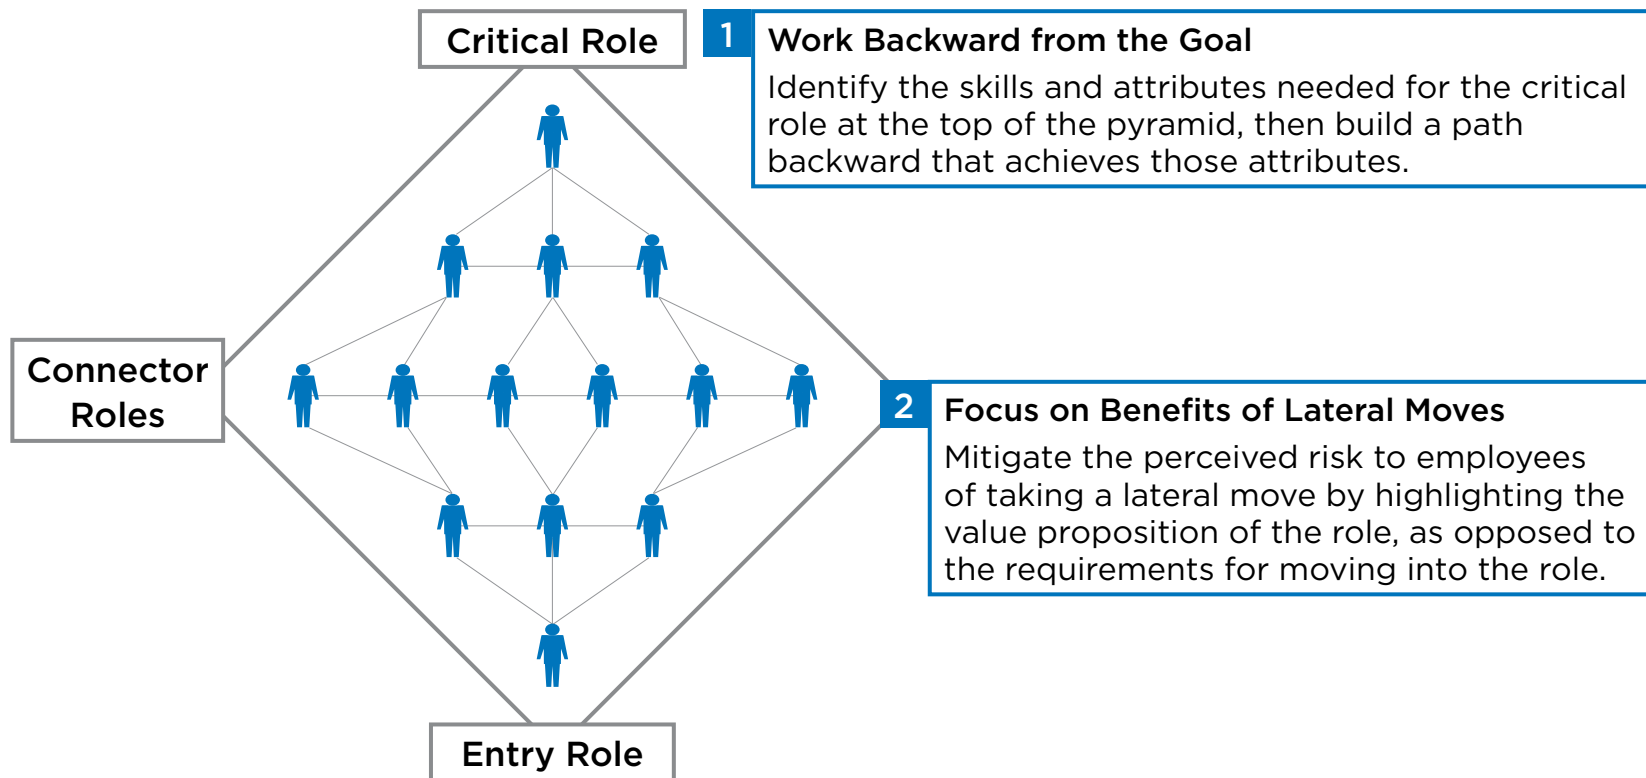 Critical Role
1
Work Backward from the Goal
Identify the skills and attributes needed for the critical
role at the top of the pyramid, then build a path
backward that achieves those attributes.
Connector
Roles
2
Focus on Benefits of Lateral Moves
Mitigate the perceived risk to employees
of taking a lateral move by highlighting the
value proposition of the role, as opposed to
the requirements for moving into the role.
Entry Role